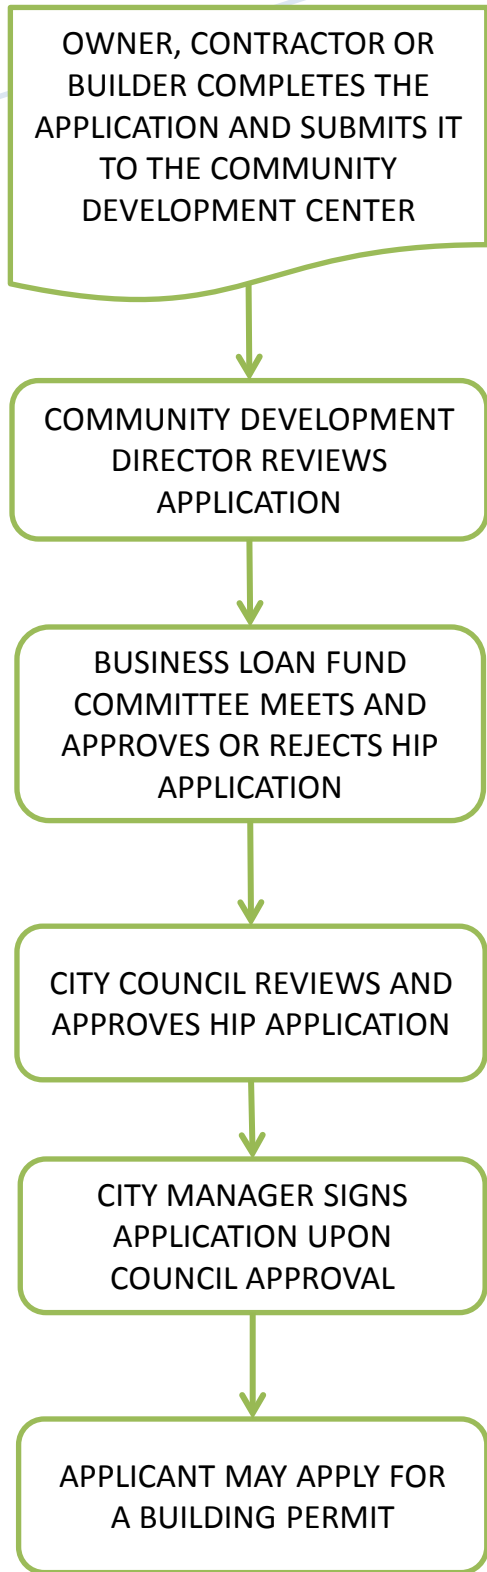 OWNER, CONTRACTOR OR
BUILDER COMPLETES THE
APPLICATION AND SUBMITS IT
TO THE COMMUNITY
DEVELOPMENT CENTER
COMMUNITY DEVELOPMENT
DIRECTOR REVIEWS
APPLICATION
BUSINESS LOAN FUND
COMMITTEE MEETS AND
APPROVES OR REJECTS HIP
APPLICATION
CITY COUNCIL REVIEWS AND
APPROVES HIP APPLICATION
CITY MANAGER SIGNS
APPLICATION UPON
COUNCIL APPROVAL
APPLICANT MAY APPLY FOR
A BUILDING PERMIT